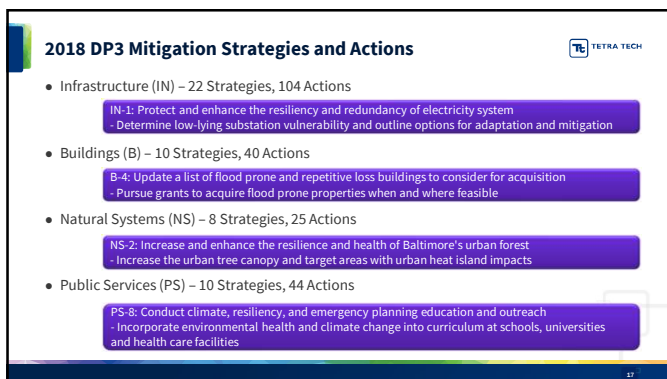 2018 DP3 Mitigation Strategies and Actions
Tt TETRA TECH
● Infrastructure (IN) – 22 Strategies, 104 Actions
IN-1: Protect and enhance the resiliency and redundancy of electricity system
- Determine low-lying substation vulnerability and outline options for adaptation and mitigation
● Buildings (B) – 10 Strategies, 40 Actions
B-4: Update a list of flood prone and repetitive loss buildings to consider for acquisition
- Pursue grants to acquire flood prone properties when and where feasible
● Natural Systems (NS) – 8 Strategies, 25 Actions
NS-2: Increase and enhance the resilience and health of Baltimore's urban forest
- Increase the urban tree canopy and target areas with urban heat island impacts
● Public Services (PS) – 10 Strategies, 44 Actions
PS-8: Conduct climate, resiliency, and emergency planning education and outreach
- Incorporate environmental health and climate change into curriculum at schools, universities
and health care facilities
17